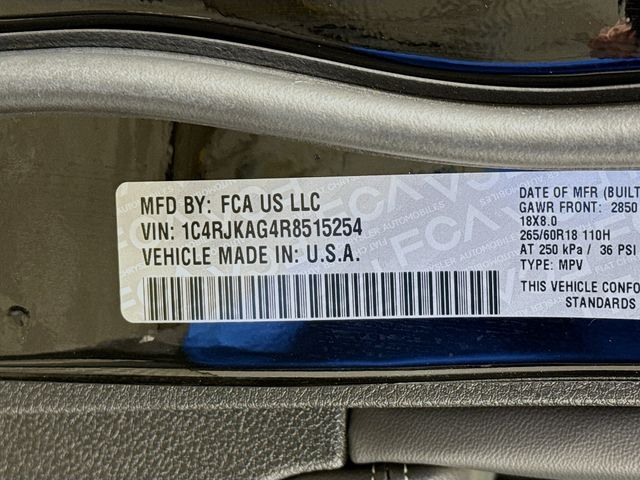 MFD BY: FCA US LLC
VIN: 1C4RJKAG4R8515254
VEHICLE MADE IN: U.S.A.
DATE OF MFR (BUILT
GAWR FRONT: 2850
18X8.0
265/60R18 110H
AT 250 kPa / 36 PSI
TYPE: MPV
THIS VEHICLE CONFO
STANDARDS